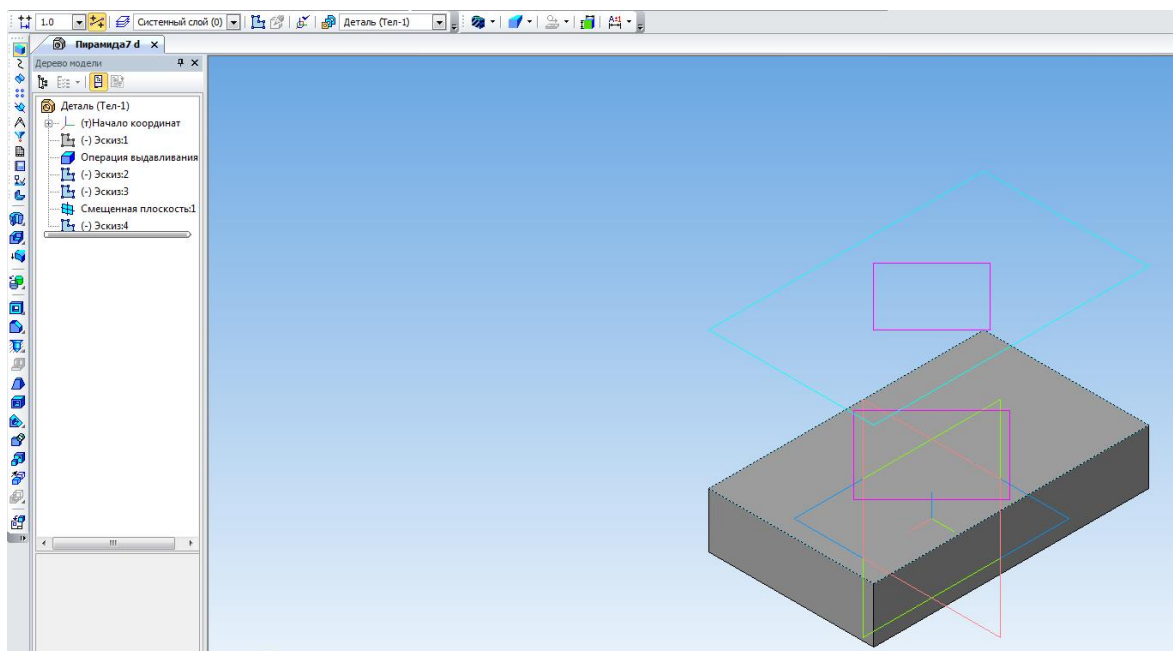 1.0 Системный слой (0) Деталь (Тел-1)
Пирамида7 d
Дерево модели
Деталь (Тел-1)
(т)Начало координат
(-) Эскиз:1
Операция выдавливания
(-) Эскиз:2
(-) Эскиз:3
Смещенная плоскость:1
(-) Эскиз:4